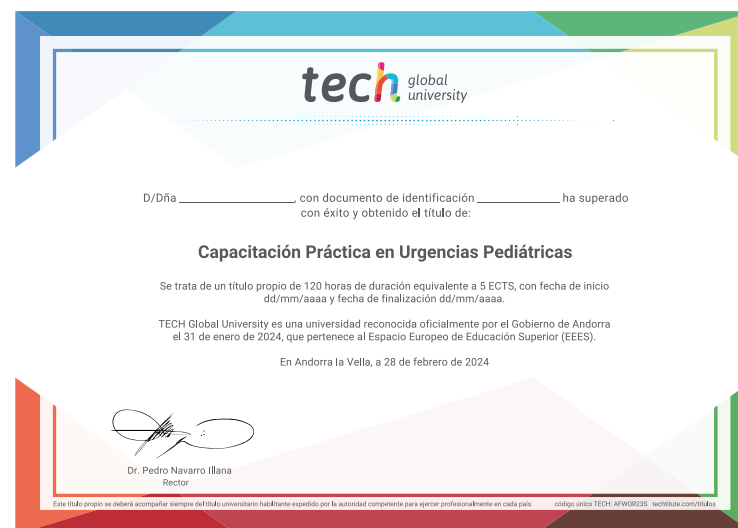 tech global university
D/Dña ______________, con documento de identificación ______________ ha superado
con éxito y obtenido el título de:
Capacitación Práctica en Urgencias Pediátricas
Se trata de un título propio de 120 horas de duración equivalente a 5 ECTS, con fecha de inicio
dd/mm/aaaa y fecha de finalización dd/mm/aaaa.
TECH Global University es una universidad reconocida oficialmente por el Gobierno de Andorra
el 31 de enero de 2024, que pertenece al Espacio Europeo de Educación Superior (EEES).
En Andorra la Vella, a 28 de febrero de 2024
Dr. Pedro Navarro Illana
Rector
Este título propio se deberá acompañar siempre del título universitario habilitante expedido por la autoridad competente para ejercer profesionalmente en cada país. código único TECH: AFWOR23S techtitute.com/títulos